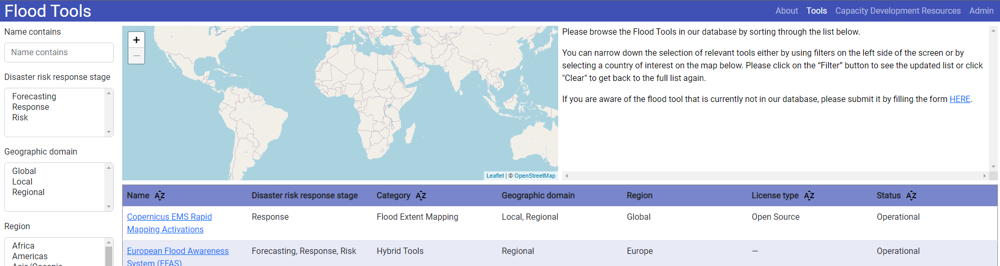 Flood Tools
About Tools Capacity Development Resources Admin
Name contains
Name contains
Disaster risk response stage
Forecasting
Response
Risk
Geographic domain
Global
Local
Regional
Region
Africa
Americas
Asia/Oceania
+
−
Leaflet | © OpenStreetMap
Please browse the Flood Tools in our database by sorting through the list below.
You can narrow down the selection of relevant tools either by using filters on the left side of the screen or by
selecting a country of interest on the map below. Please click on the “Filter” button to see the updated list or click
"Clear" to get back to the full list again.
If you are aware of the flood tool that is currently not in our database, please submit it by filling the form HERE.
Name AZ Disaster risk response stage Category AZ Geographic domain Region License type AZ Status AZ
Copernicus EMS Rapid Response Flood Extent Mapping Local, Regional Global Open Source Operational
Mapping Activations
European Flood Awareness Forecasting, Response, Risk Hybrid Tools Regional Europe — Operational
System (EFAS)